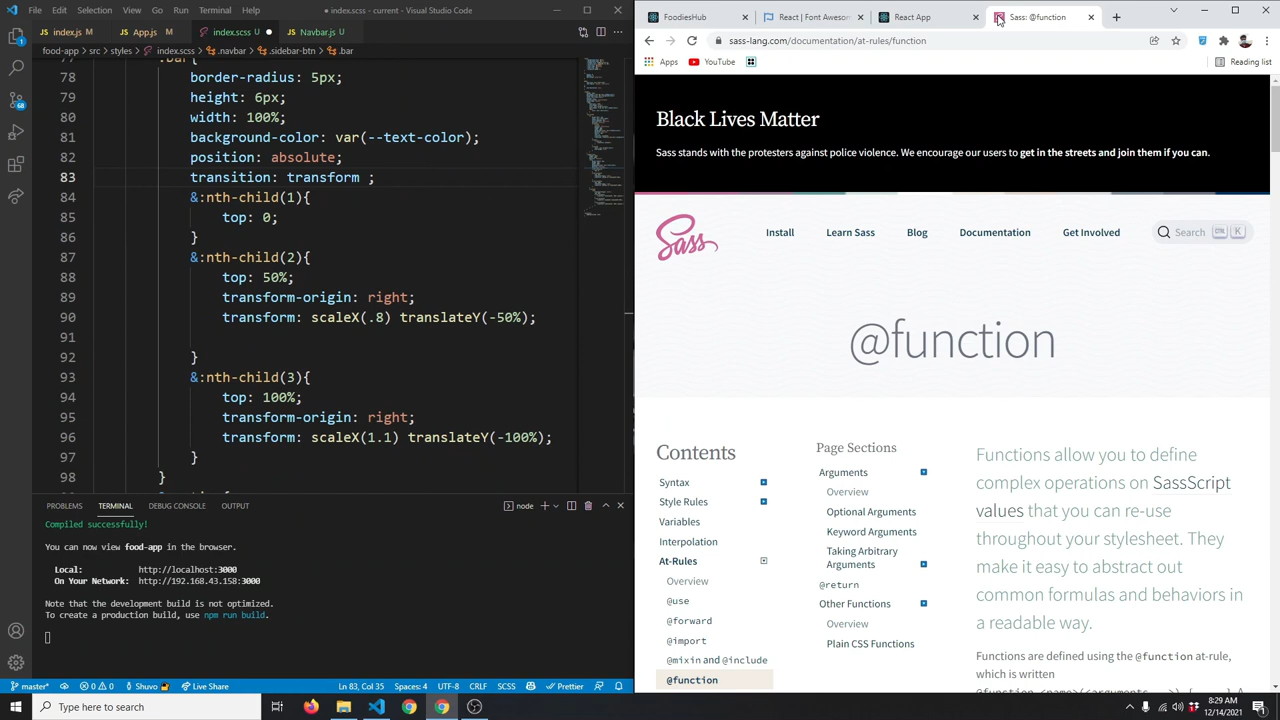 File Edit Selection View Go Run Terminal Help
index.scss - current - Visual Studio Code
index.js M
App.js M
index.scss
Navbar.js M
food-app > src > styles > index.scss > .navbar > .sidebar-btn > .bar
77 .bar{
78 border-radius: 5px;
79 height: 6px;
80 width: 100%;
81 background-color: var(--text-color);
82 position: absolute;
83 transition: transform ;
84 &:nth-child(1){
85 top: 0;
86 }
87 &:nth-child(2){
88 top: 50%;
89 transform-origin: right;
90 transform: scaleX(.8) translateY(-50%);
91
92 }
93 &:nth-child(3){
94 top: 100%;
95 transform-origin: right;
96 transform: scaleX(1.1) translateY(-100%);
97 }
98 }
68
PROBLEMS TERMINAL DEBUG CONSOLE OUTPUT
node
Compiled successfully!
You can now view food-app in the browser.
Local: http://localhost:3000
On Your Network: http://192.168.43.158:3000
Note that the development build is not optimized.
To create a production build, use npm run build.
master* 0 0 Shuvo Live Share
Ln 83, Col 35 Spaces: 4 UTF-8 CRLF SCSS Prettier
FoodiesHub
React | Font Awesom
React App
Sass: @function
sass-lang.com/documentation/at-rules/function
Apps YouTube Reading list
Black Lives Matter
Sass stands with the protesters against police violence. We encourage our users to get in the streets and join them if you can.
Sass
Install Learn Sass Blog Documentation Get Involved
Search CTRL K
@function
Contents
Syntax
Style Rules
Variables
Interpolation
At-Rules
Overview
@use
@forward
@import
@mixin and @include
@function
Page Sections
Arguments
Overview
Optional Arguments
Keyword Arguments
Taking Arbitrary
Arguments
@return
Other Functions
Overview
Plain CSS Functions
Functions allow you to define
complex operations on SassScript
values that you can re-use
throughout your stylesheet. They
make it easy to abstract out
common formulas and behaviors in
a readable way.
Functions are defined using the @function at-rule,
which is written
@function <name>(<arguments...>) { ... }
Type here to search
8:29 AM
12/14/2021
1